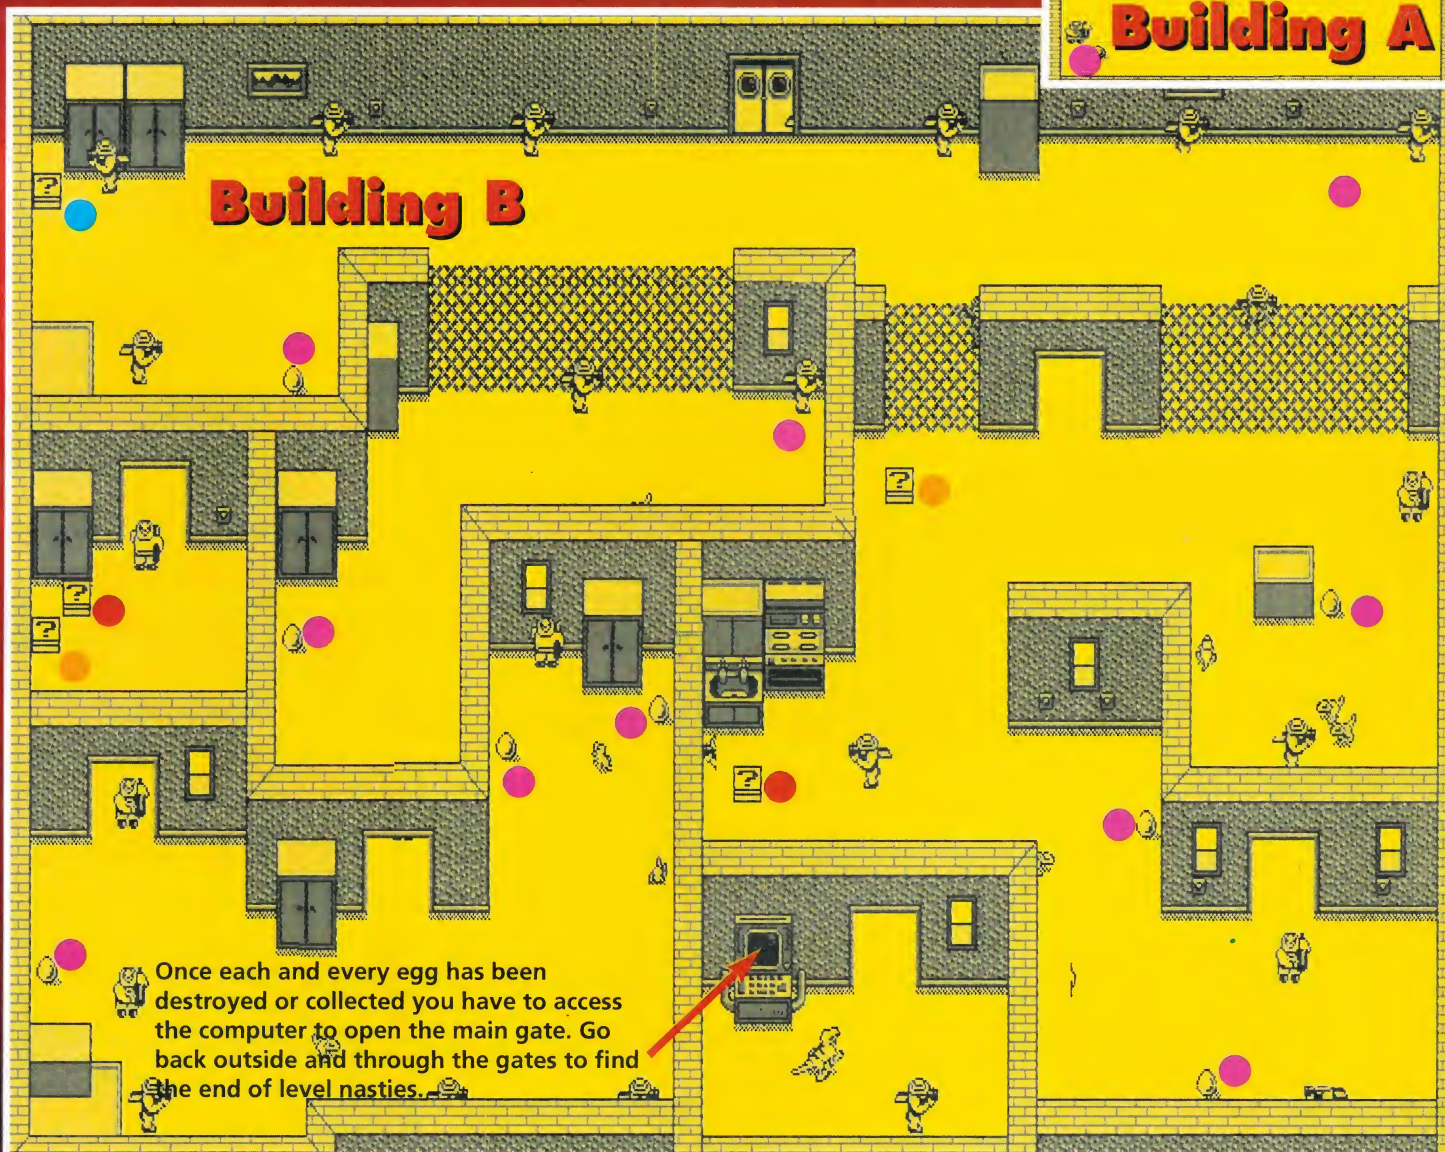 Building A
Building B
?
?
?
?
?
Once each and every egg has been
destroyed or collected you have to access
the computer to open the main gate. Go
back outside and through the gates to find
the end of level nasties.